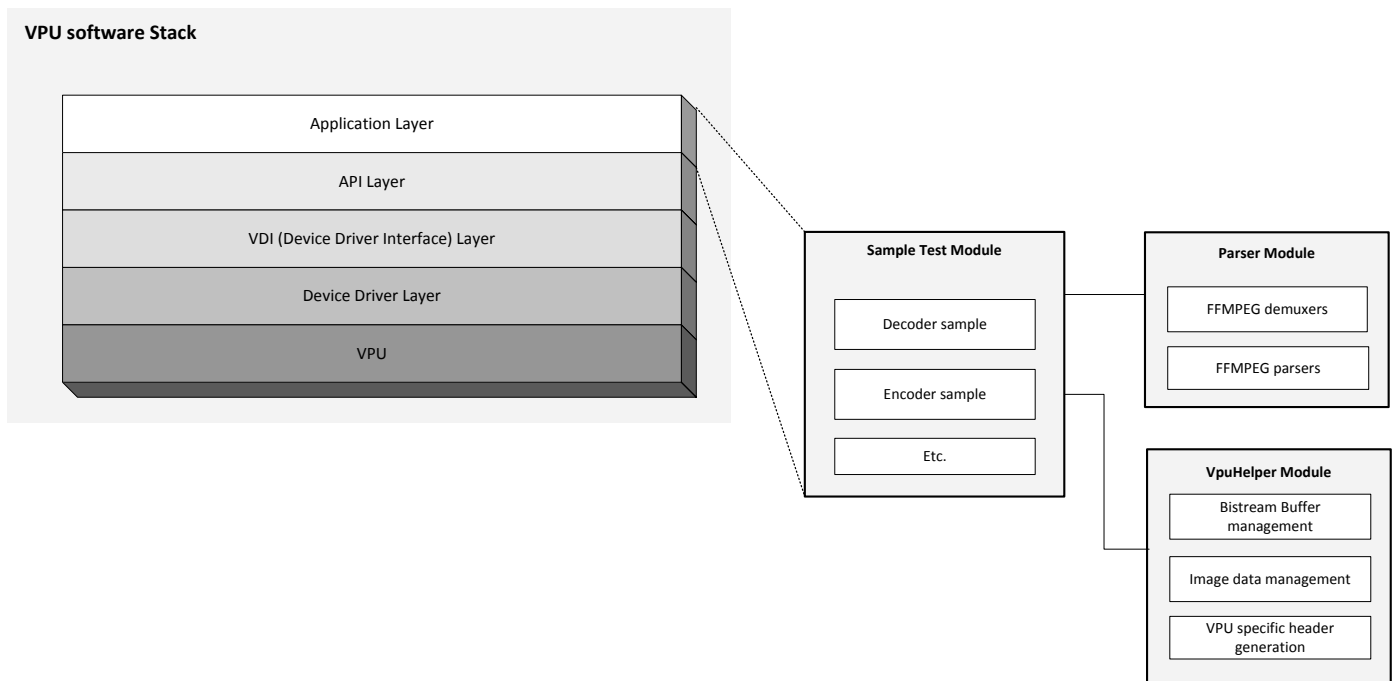 VPU software Stack
Application Layer
API Layer
VDI (Device Driver Interface) Layer
Device Driver Layer
VPU
Sample Test Module
Decoder sample
Encoder sample
Etc.
Parser Module
FFMPEG demuxers
FFMPEG parsers
VpuHelper Module
Bistream Buffer
management
Image data management
VPU specific header
generation